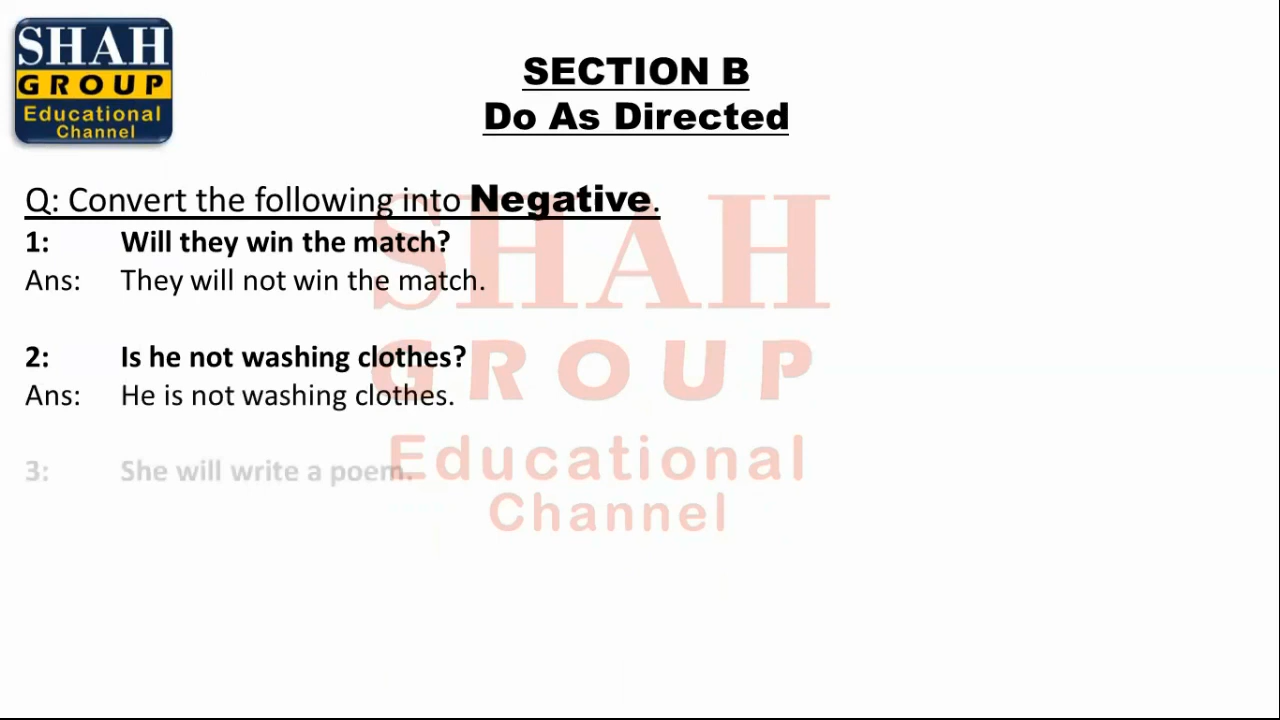 SHAH
GROUP
Educational
Channel
SECTION B
Do As Directed
Q: Convert the following into Negative.
1: Will they win the match?
Ans: They will not win the match.
2: Is he not washing clothes?
Ans: He is not washing clothes.
3: She will write a poem.
SHAH
GROUP
Educational
Channel